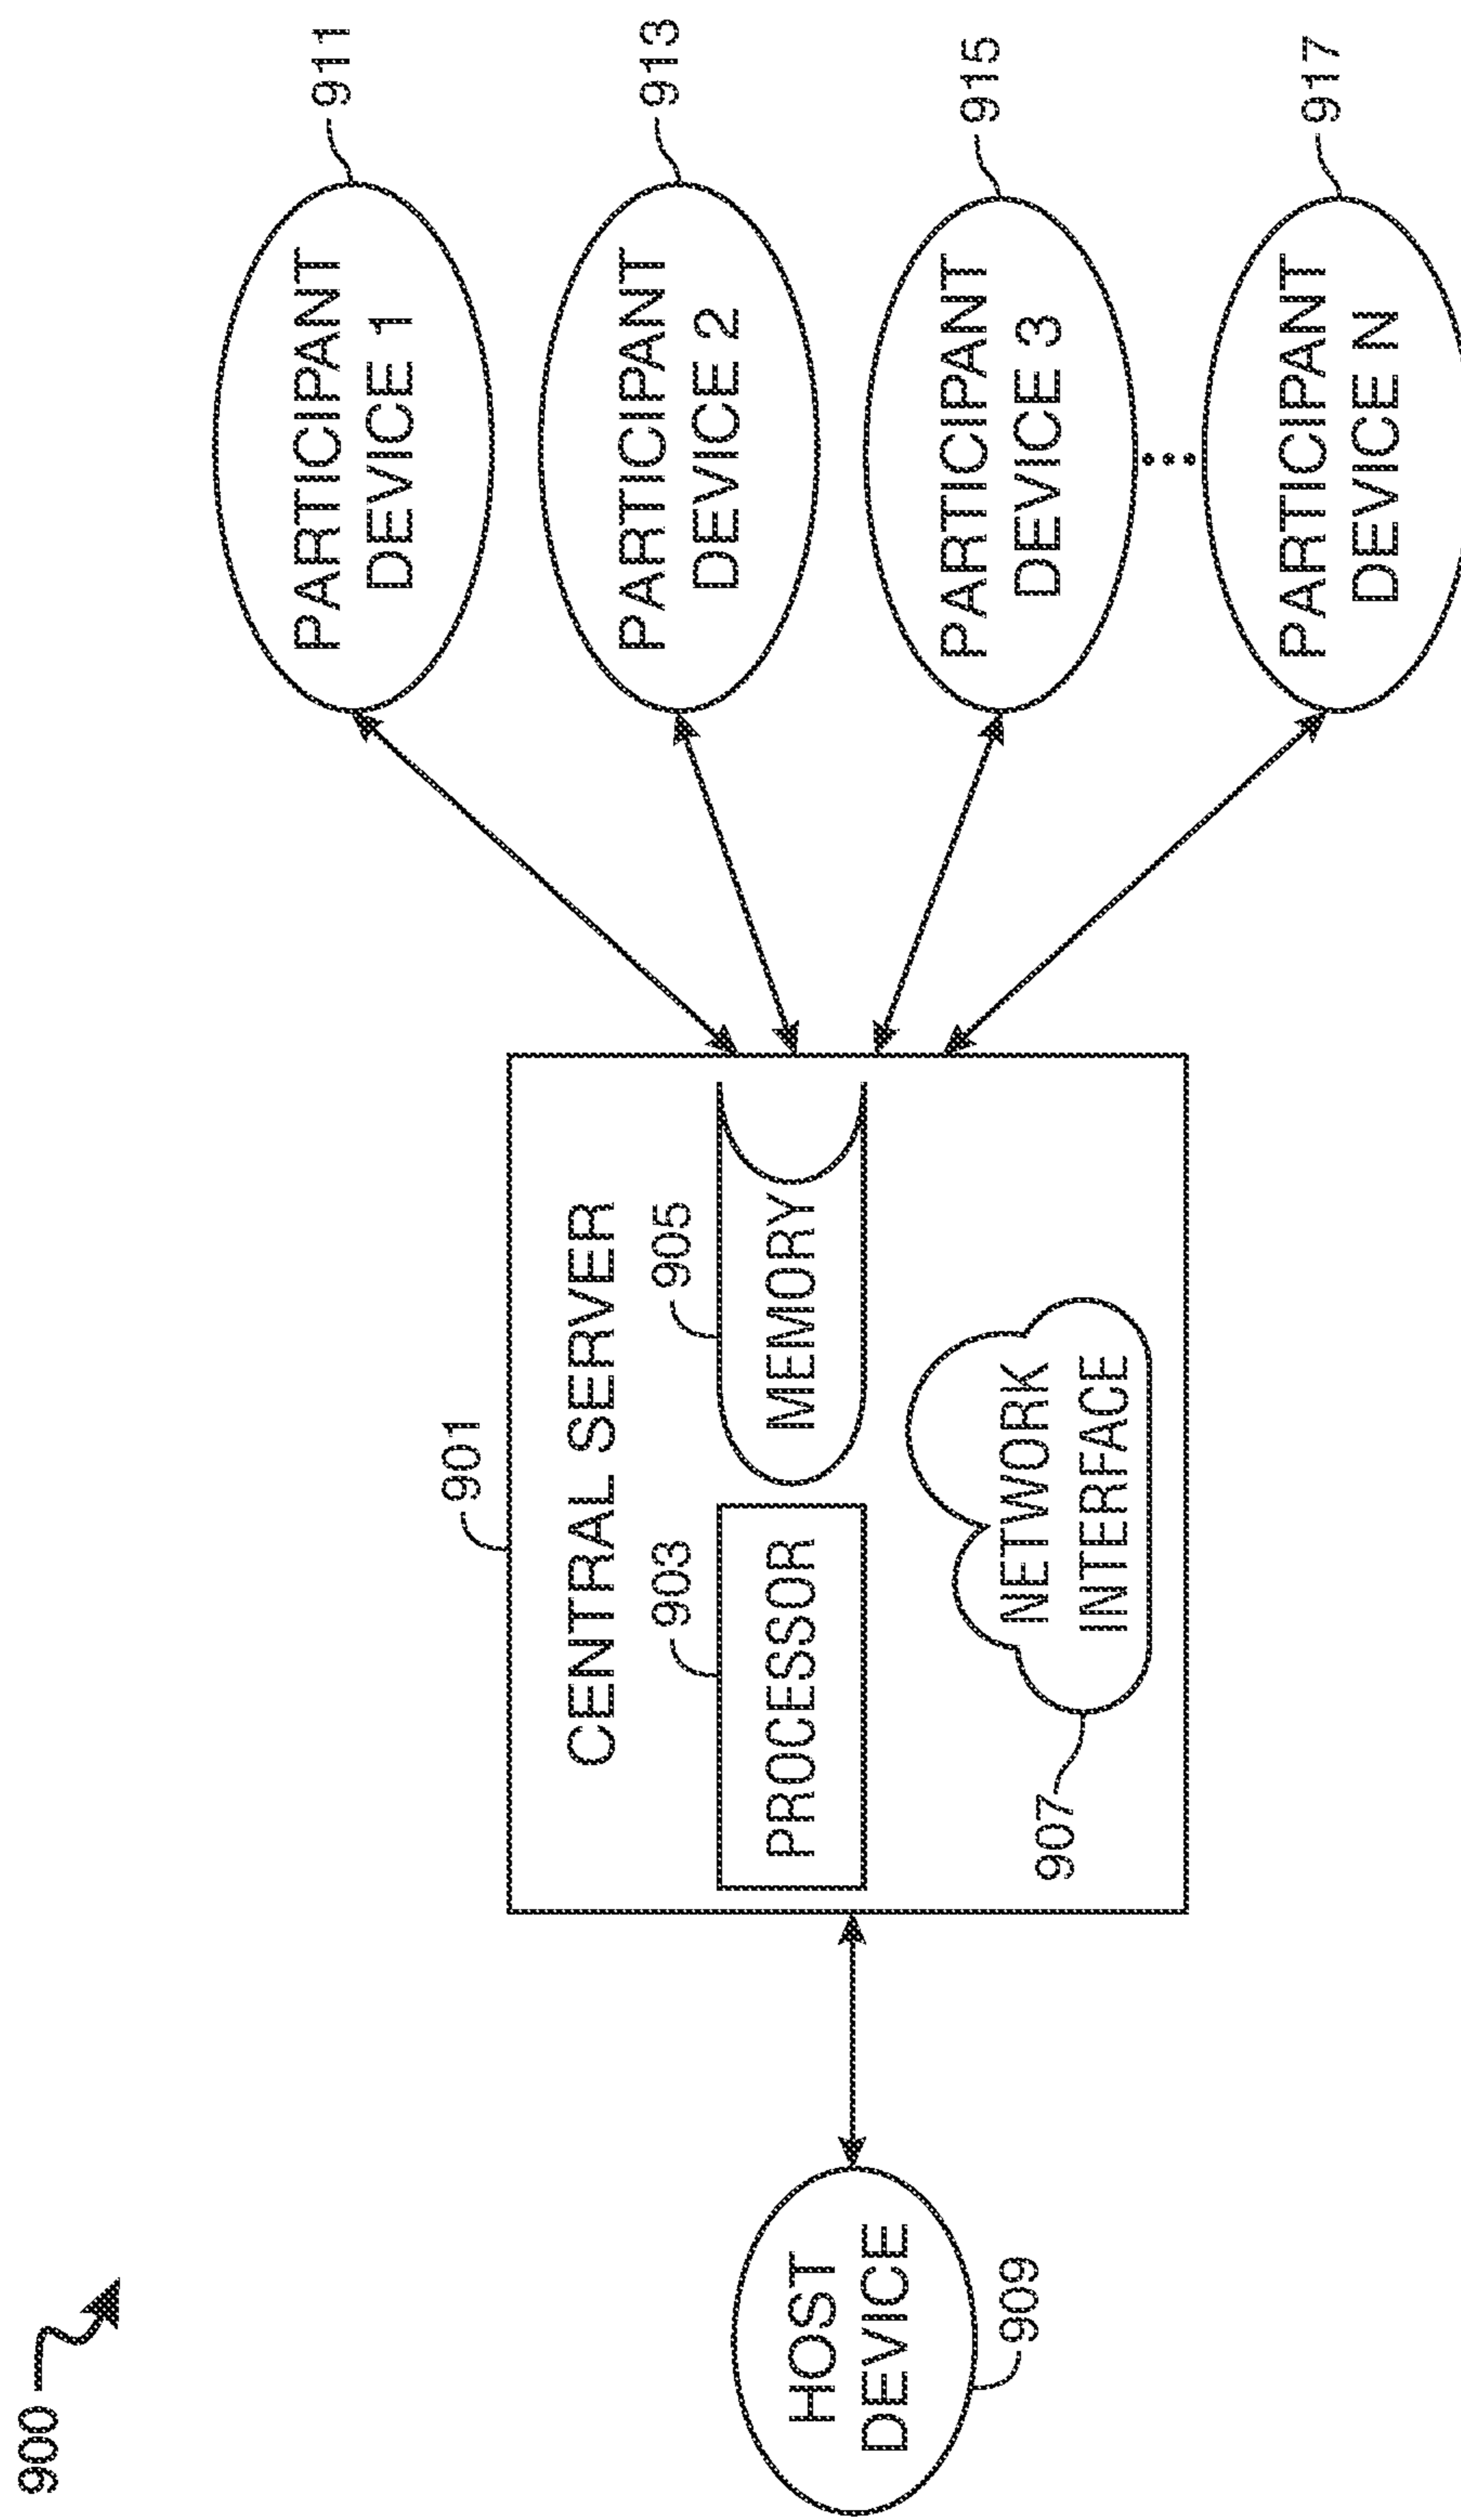 900
901
CENTRAL SERVER
903
905
PROCESSOR
MEMORY
NETWORK
INTERFACE
907
HOST
DEVICE
909
PARTICIPANT
DEVICE 1
911
PARTICIPANT
DEVICE 2
913
PARTICIPANT
DEVICE 3
915
PARTICIPANT
DEVICE N
917